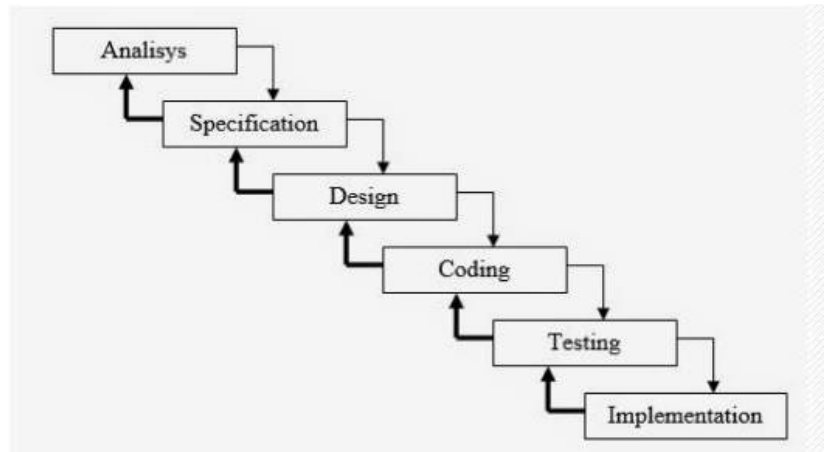 Analisys
Specification
Design
Coding
Testing
Implementation